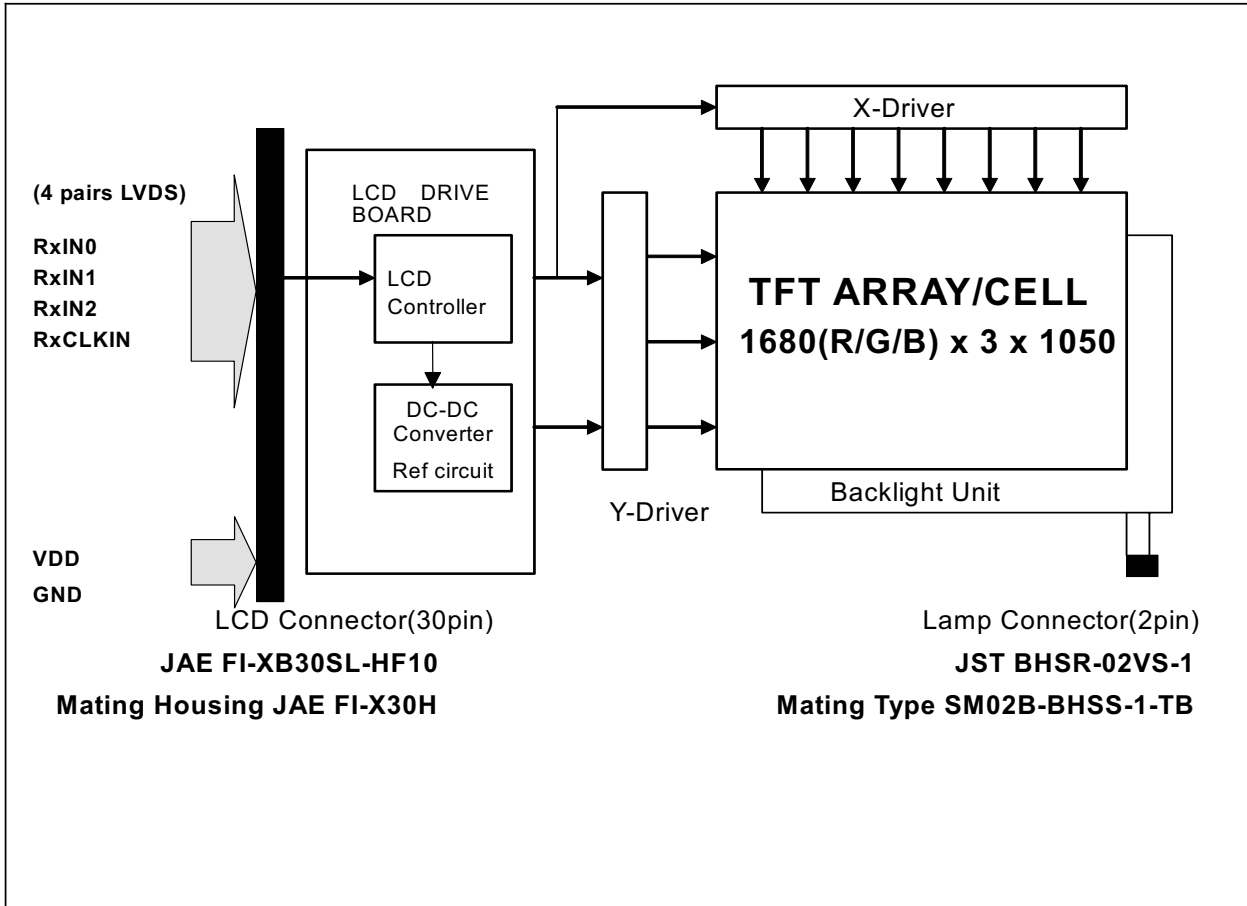 X-Driver
(4 pairs LVDS)
RxIN0
RxIN1
RxIN2
RxCLKIN
LCD DRIVE
BOARD
LCD
Controller
DC-DC
Converter
Ref circuit
TFT ARRAY/CELL
1680(R/G/B) x 3 x 1050
Backlight Unit
Y-Driver
VDD
GND
LCD Connector(30pin)
JAE FI-XB30SL-HF10
Mating Housing JAE FI-X30H
Lamp Connector(2pin)
JST BHSR-02VS-1
Mating Type SM02B-BHSS-1-TB